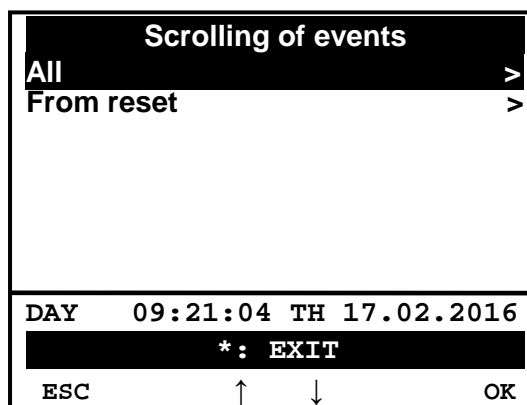 Scrolling of events
All >
From reset >
DAY 09:21:04 TH 17.02.2016
*: EXIT
ESC ↑ ↓ OK